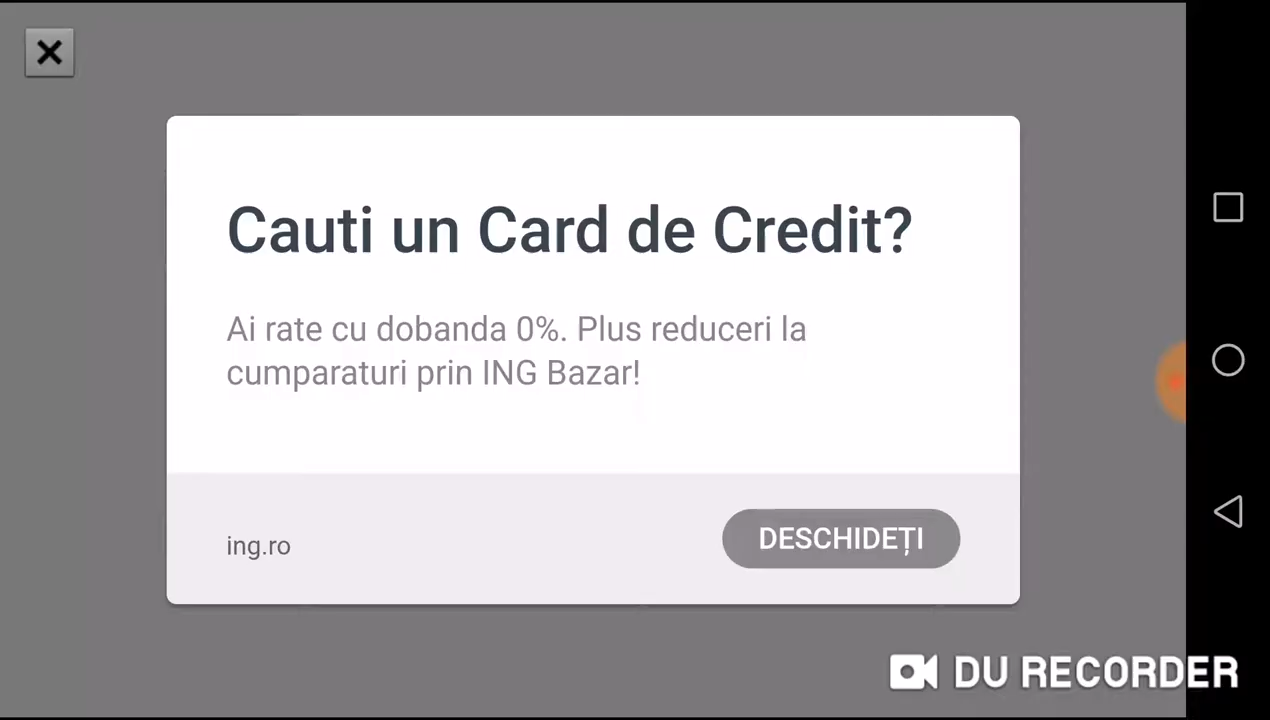 Cauti un Card de Credit?
Ai rate cu dobanda 0%. Plus reduceri la
cumparaturi prin ING Bazar!
ing.ro
DESCHIDEȚI
DU RECORDER